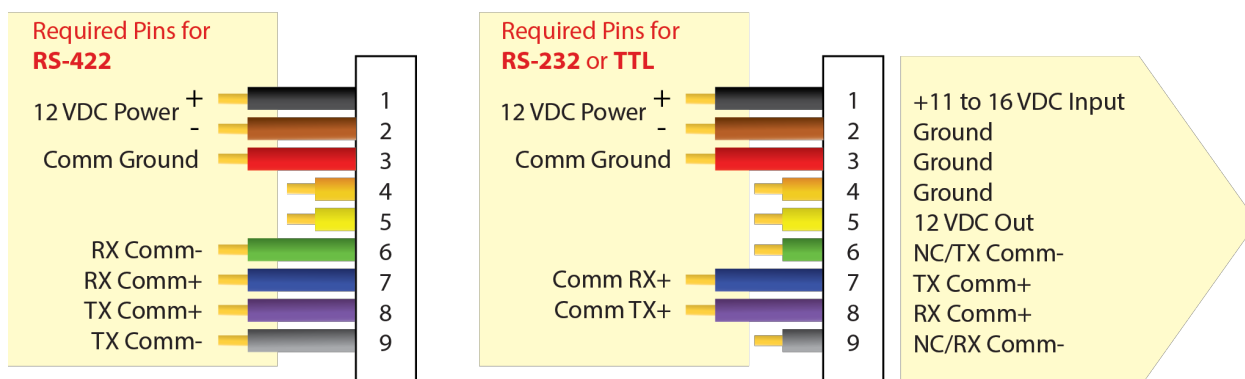 Required Pins for
RS-422
12 VDC Power + -
Comm Ground
RX Comm-
RX Comm+
TX Comm+
TX Comm-
1
2
3
4
5
6
7
8
9
Required Pins for
RS-232 or TTL
12 VDC Power + -
Comm Ground
Comm RX+
Comm TX+
1
2
3
4
5
6
7
8
9
+11 to 16 VDC Input
Ground
Ground
Ground
12 VDC Out
NC/TX Comm-
TX Comm+
RX Comm+
NC/RX Comm-